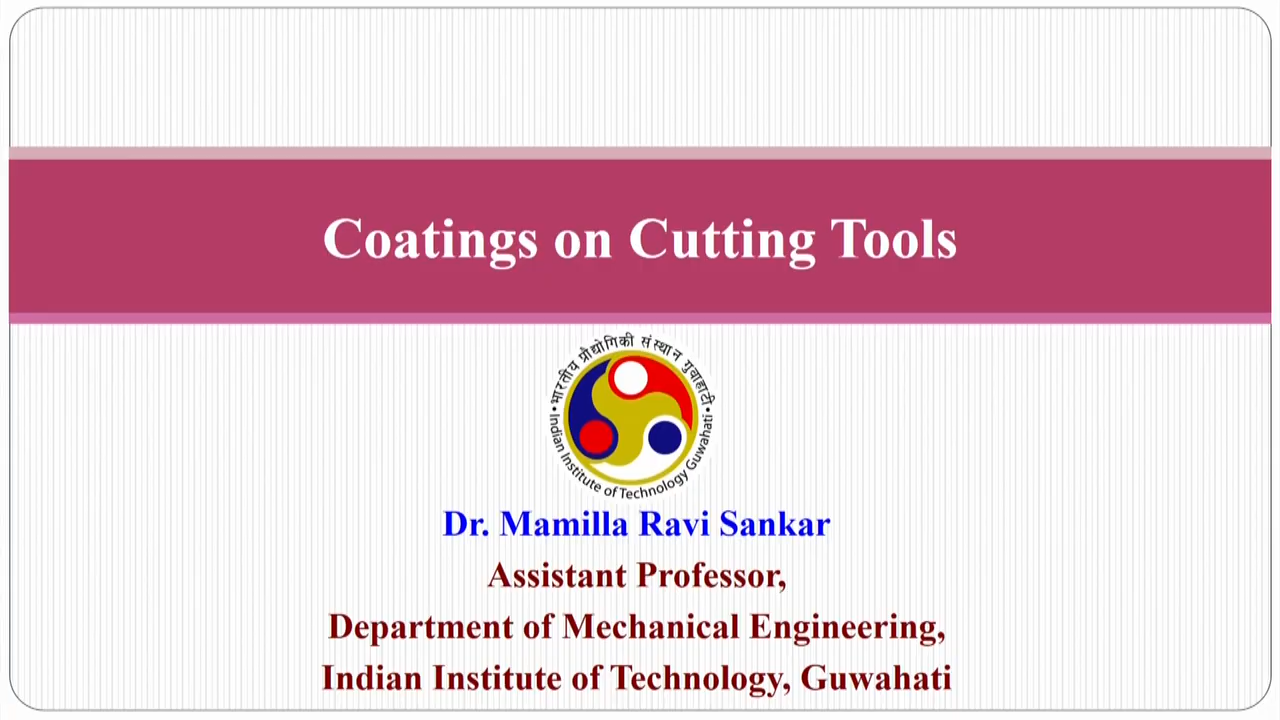 Coatings on Cutting Tools
भारतीय प्रौद्योगिकी संस्थान गुवाहाटी
Indian Institute of Technology Guwahati
Dr. Mamilla Ravi Sankar
Assistant Professor,
Department of Mechanical Engineering,
Indian Institute of Technology, Guwahati